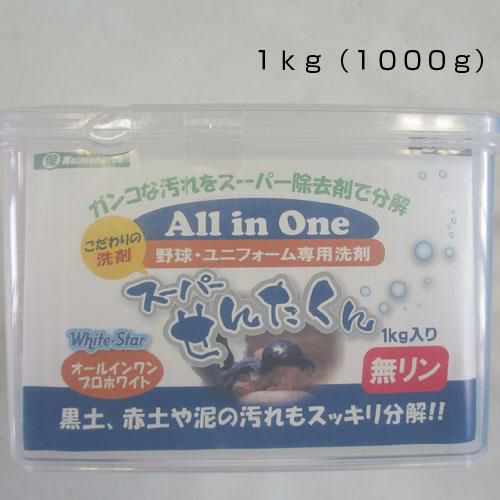 1kg(1000g)
Maintenance
ガンコな汚れをスーパー除去剤で分解
All in One
こだわりの
洗剤
野球・ユニフォーム専用洗剤
スーパー
せんたくん
1kg入り
White-Star
オールインワン
プロホワイト
無リン
黒土、赤土や泥の汚れもスッキリ分解!!